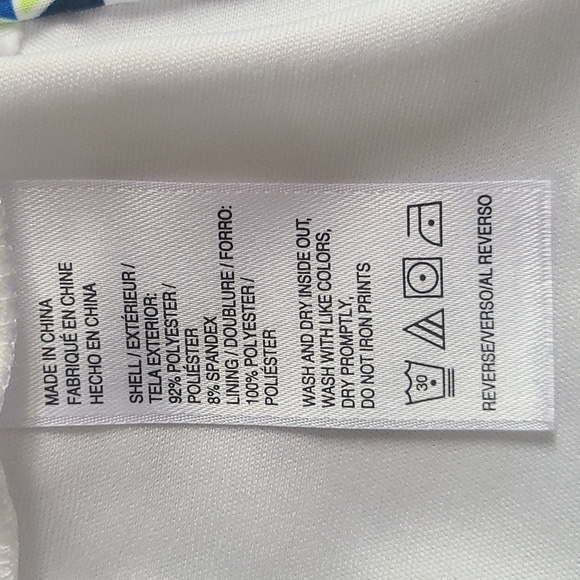 MADE IN CHINA
FABRIQUÉ EN CHINE
HECHO EN CHINA
SHELL / EXTÉRIEUR /
TELA EXTERIOR:
92% POLYESTER /
POLIÉSTER
8% SPANDEX
LINING / DOUBLURE / FORRO:
100% POLYESTER /
POLIÉSTER
WASH AND DRY INSIDE OUT,
WASH WITH LIKE COLORS,
DRY PROMPTLY,
DO NOT IRON PRINTS
30
REVERSE/VERSO/AL REVERSO